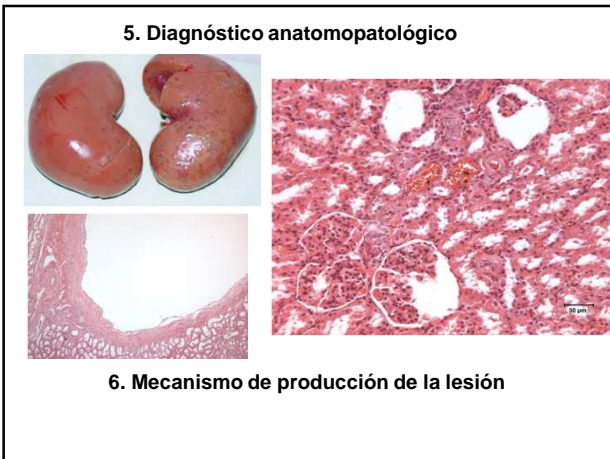 5. Diagnóstico anatomopatológico
50 µm
6. Mecanismo de producción de la lesión